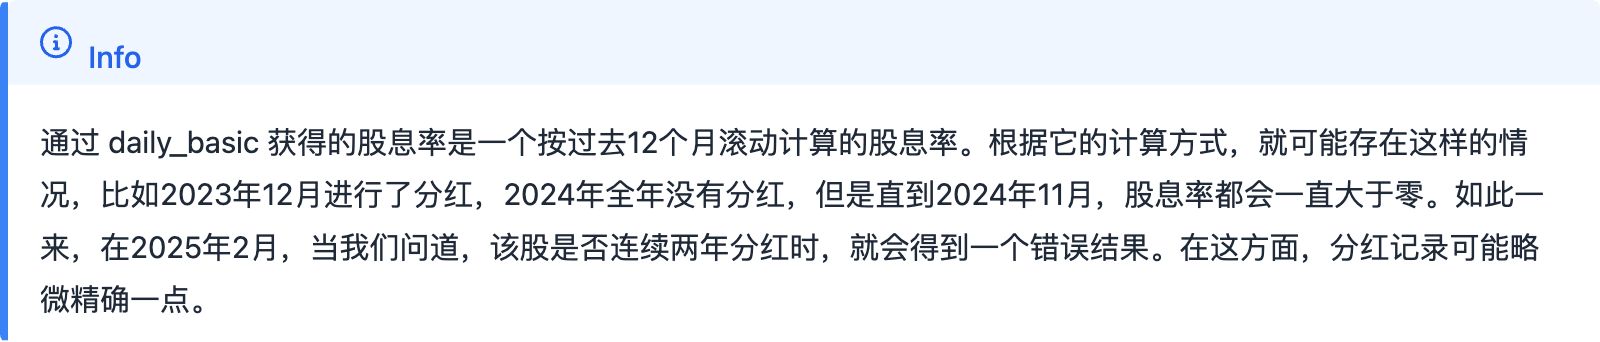 Info
通过 daily_basic 获得的股息率是一个按过去12个月滚动计算的股息率。根据它的计算方式，就可能存在这样的情
况，比如2023年12月进行了分红，2024年全年没有分红，但是直到2024年11月，股息率都会一直大于零。如此一
来，在2025年2月，当我们问道，该股是否连续两年分红时，就会得到一个错误结果。在这方面，分红记录可能略
微精确一点。